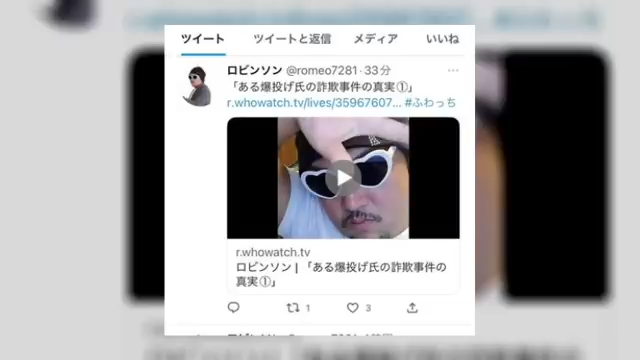 ツイート ツイートと返信 メディア いいね
ロビンソン @romeo7281·33分 …
「ある爆投げ氏の詐欺事件の真実①」
r.whowatch.tv/lives/35967607... #ふわっち
r.whowatch.tv
ロビンソン | 「ある爆投げ氏の詐欺事件の
真実①」
1 3